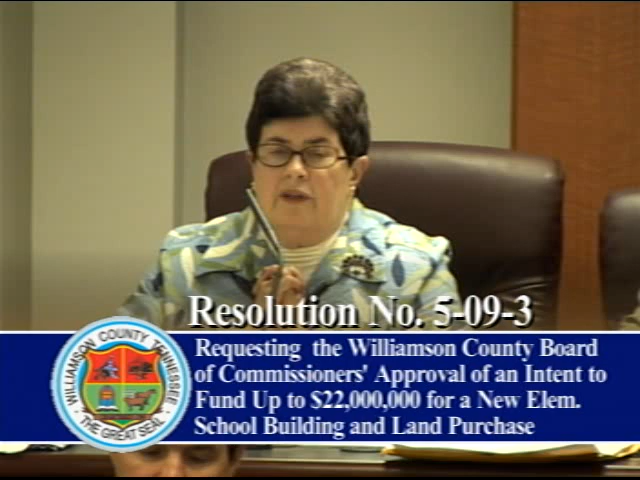 Resolution No. 5-09-3
Requesting the Williamson County Board
of Commissioners' Approval of an Intent to
Fund Up to $22,000,000 for a New Elem.
School Building and Land Purchase
WILLIAMSON COUNTY TENNESSEE
THE GREAT SEAL